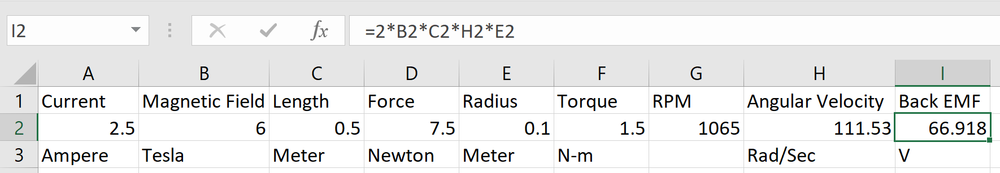 I2 fx =2*B2*C2*H2*E2
A B C D E F G H I
1 Current Magnetic Field Length Force Radius Torque RPM Angular Velocity Back EMF
2 2.5 6 0.5 7.5 0.1 1.5 1065 111.53 66.918
3 Ampere Tesla Meter Newton Meter N-m Rad/Sec V